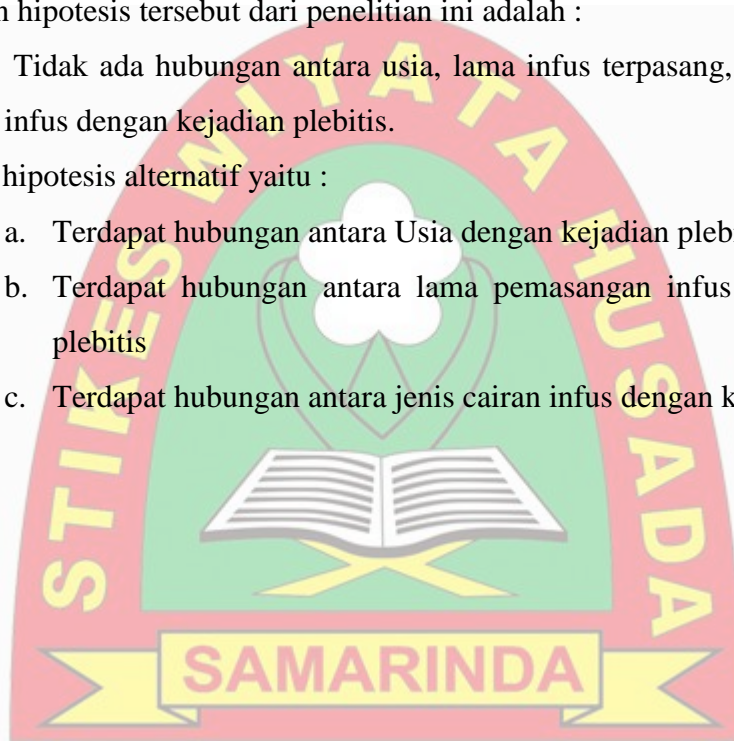 hipotesis tersebut dari penelitian ini adalah :
Tidak ada hubungan antara usia, lama infus terpasang,
infus dengan kejadian plebitis.
hipotesis alternatif yaitu :
a. Terdapat hubungan antara Usia dengan kejadian
b. Terdapat hubungan antara lama pemasangan infus
plebitis
c. Terdapat hubungan antara jenis cairan infus dengan
STIKES WIYATA HUSADA
SAMARINDA